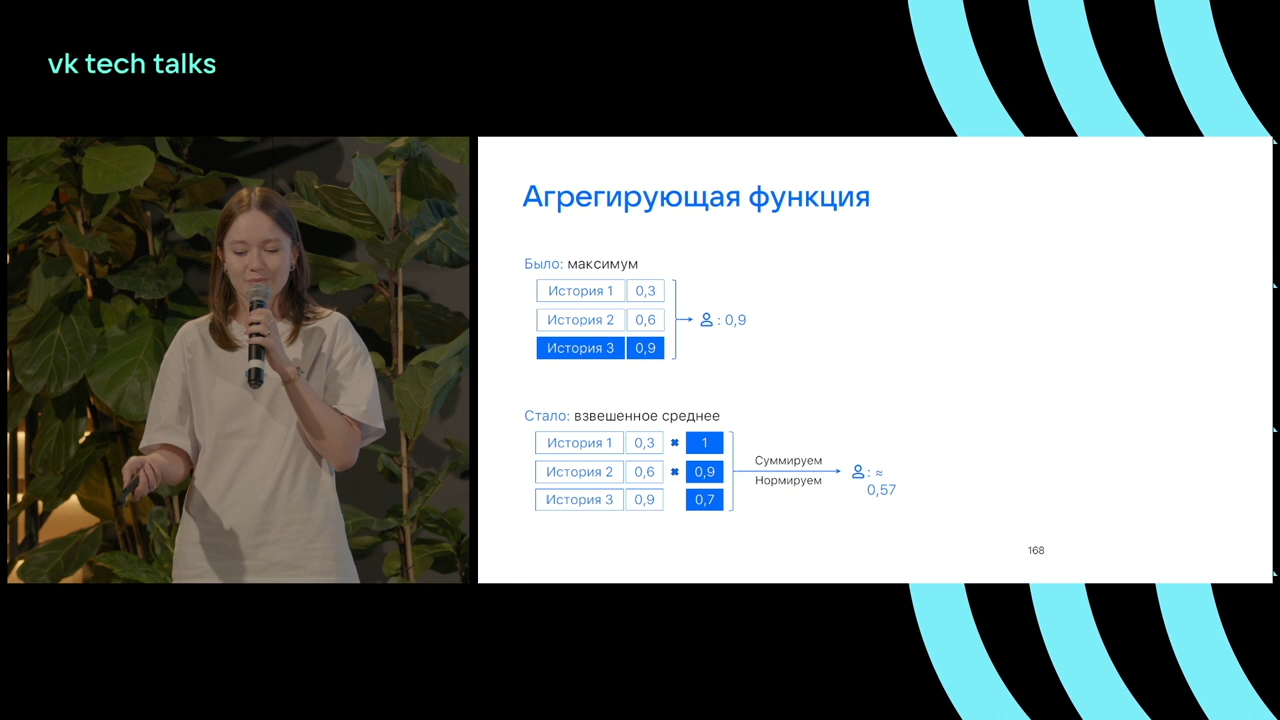 vk tech talks
Агрегирующая функция
Было: максимум
История 1 0,3
История 2 0,6
: 0,9
История 3 0,9
Стало: взвешенное среднее
История 1 0,3 1
История 2 0,6 0,9
История 3 0,9 0,7
Суммируем
Нормируем
: ≈
0,57
168